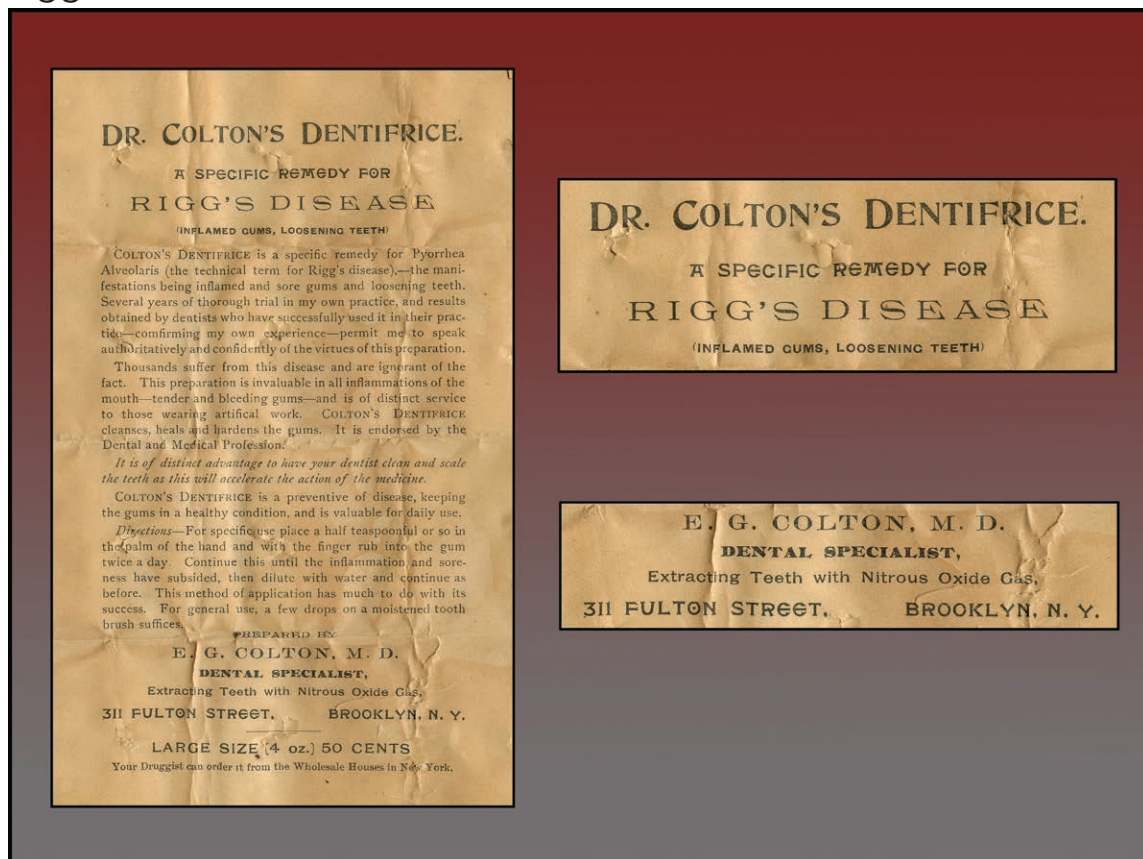 DR. COLTON'S DENTIFRICE.
A SPECIFIC REMEDY FOR
RIGG'S DISEASE
(INFLAMED GUMS, LOOSENING TEETH)
COLTON'S DENTIFRICE is a specific remedy for Pyorrhea
Alveolaris (the technical term for Rigg's disease),—the mani-
festations being inflamed and sore gums and loosening teeth.
Several years of thorough trial in my own practice, and results
obtained by dentists who have successfully used it in their prac-
tice—comfirming my own experience—permit me to speak
authoritatively and confidently of the virtues of this preparation.
Thousands suffer from this disease and are ignorant of the
fact. This preparation is invaluable in all inflammations of the
mouth—tender and bleeding gums—and is of distinct service
to those wearing artifical work. COLTON'S DENTIFRICE
cleanses, heals and hardens the gums. It is endorsed by the
Dental and Medical Profession.
It is of distinct advantage to have your dentist clean and scale
the teeth as this will accelerate the action of the medicine.
COLTON'S DENTIFRICE is a preventive of disease, keeping
the gums in a healthy condition, and is valuable for daily use.
Directions—For specific use place a half teaspoonful or so in
the palm of the hand and with the finger rub into the gum
twice a day. Continue this until the inflammation and sore-
ness have subsided, then dilute with water and continue as
before. This method of application has much to do with its
success. For general use, a few drops on a moistened tooth
brush suffices.
PREPARED BY
E. G. COLTON, M. D.
DENTAL SPECIALIST,
Extracting Teeth with Nitrous Oxide Gas,
311 FULTON STREET, BROOKLYN, N. Y.
LARGE SIZE (4 oz.) 50 CENTS
Your Druggist can order it from the Wholesale Houses in New York.
DR. COLTON'S DENTIFRICE.
A SPECIFIC REMEDY FOR
RIGG'S DISEASE
(INFLAMED GUMS, LOOSENING TEETH)
E. G. COLTON, M. D.
DENTAL SPECIALIST,
Extracting Teeth with Nitrous Oxide Gas,
311 FULTON STREET, BROOKLYN, N. Y.